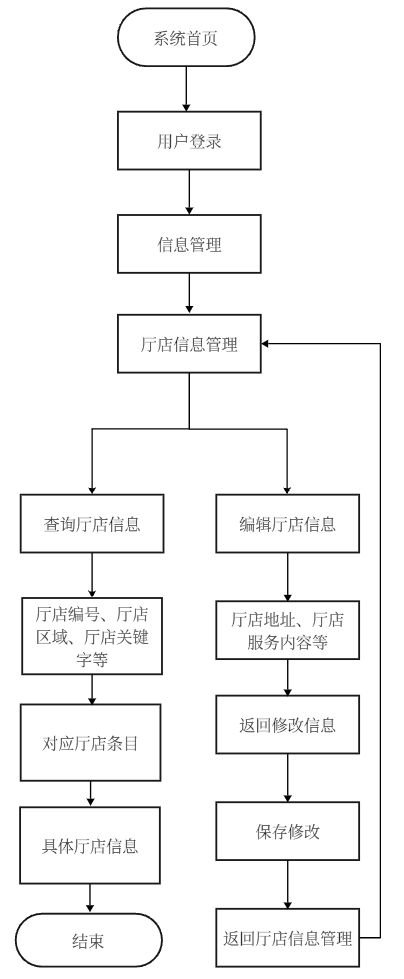 系统首页
用户登录
信息管理
厅店信息管理
查询厅店信息
厅店编号、厅店
区域、厅店关键
字等
对应厅店条目
具体厅店信息
结束
编辑厅店信息
厅店地址、厅店
服务内容等
返回修改信息
保存修改
返回厅店信息管理